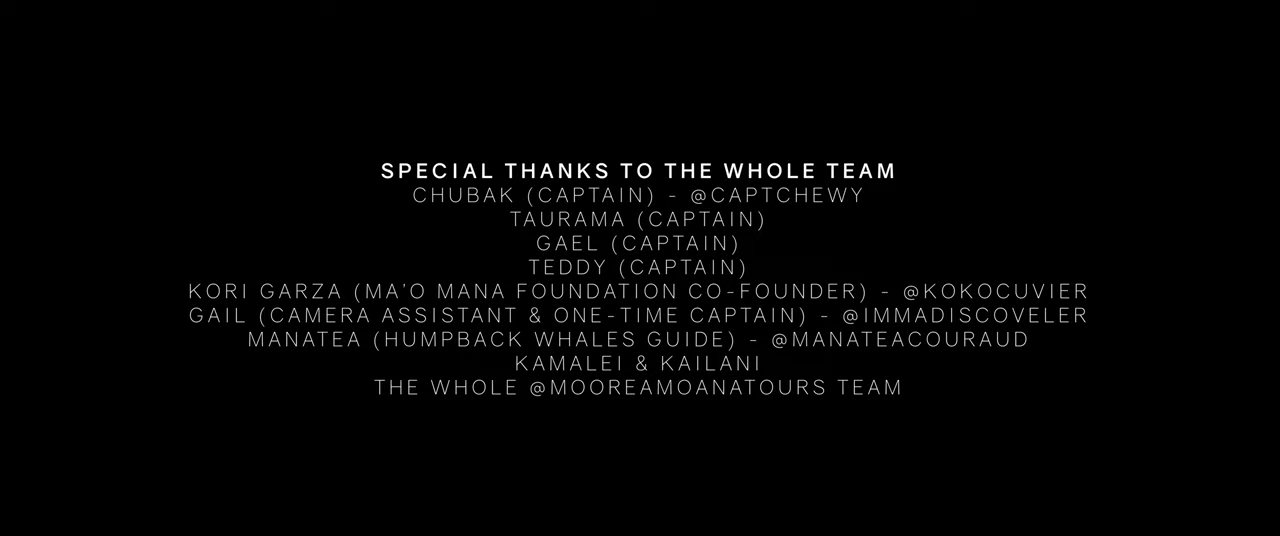 SPECIAL THANKS TO THE WHOLE TEAM
CHUBAK (CAPTAIN) - @CAPTCHEWY
TAURAMA (CAPTAIN)
GAEL (CAPTAIN)
TEDDY (CAPTAIN)
KORI GARZA (MA'O MANA FOUNDATION CO-FOUNDER) - @KOKOCUVIER
GAIL (CAMERA ASSISTANT & ONE-TIME CAPTAIN) - @IMMADISCOVELER
MANATEA (HUMPBACK WHALES GUIDE) - @MANATEACOURAUD
KAMALEI & KAILANI
THE WHOLE @MOOREAMOANATOURS TEAM